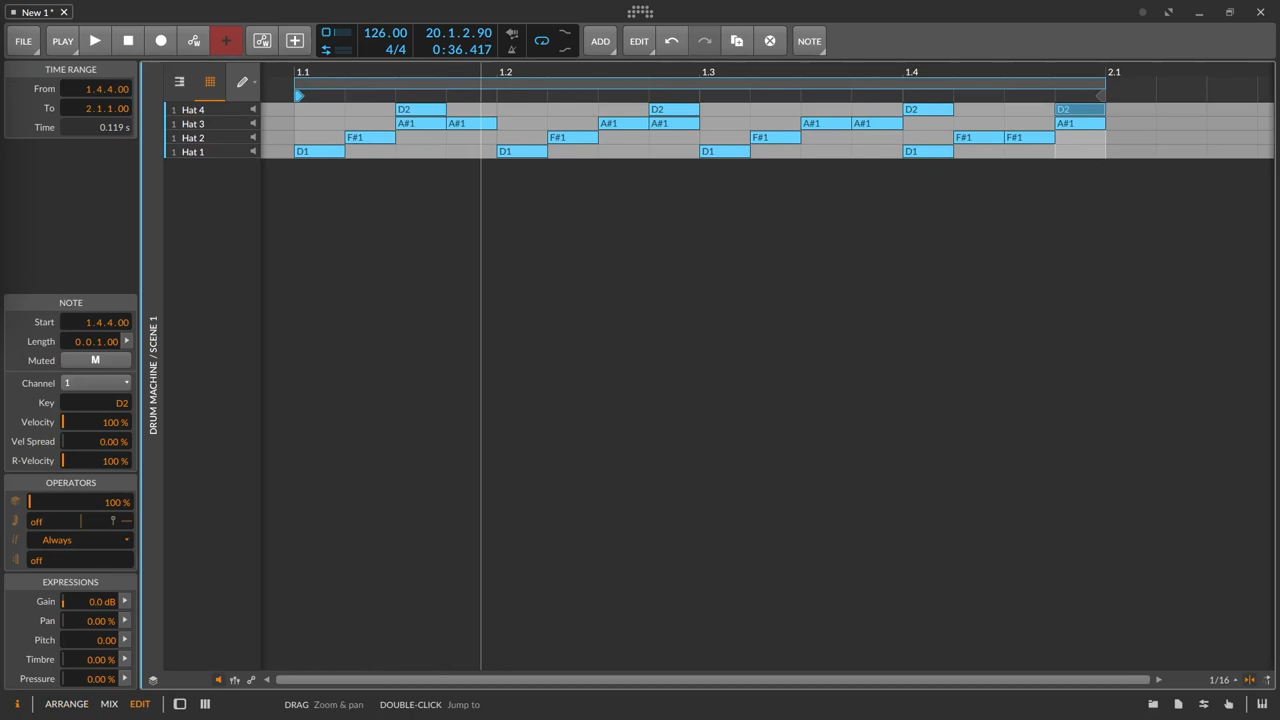 New 1*
FILE PLAY 126.00 20.1.2.90 ADD EDIT NOTE
4/4 0:36.417
TIME RANGE
From 1.4.4.00
To 2.1.1.00
Time 0.119 s
1.1 1.2 1.3 1.4 2.1
1 Hat 4 D2 D2 D2 D2
1 Hat 3 A#1 A#1 A#1 A#1 A#1 A#1 A#1
1 Hat 2 F#1 F#1 F#1 F#1 F#1
1 Hat 1 D1 D1 D1 D1
DRUM MACHINE / SCENE 1
NOTE
Start 1.4.4.00
Length 0.0.1.00
Muted M
Channel 1
Key D2
Velocity 100 %
Vel Spread 0.00 %
R-Velocity 100 %
OPERATORS
100 %
off
Always
off
EXPRESSIONS
Gain 0.0 dB
Pan 0.00 %
Pitch 0.00
Timbre 0.00 %
Pressure 0.00 %
1/16
i ARRANGE MIX EDIT DRAG Zoom & pan DOUBLE-CLICK Jump to